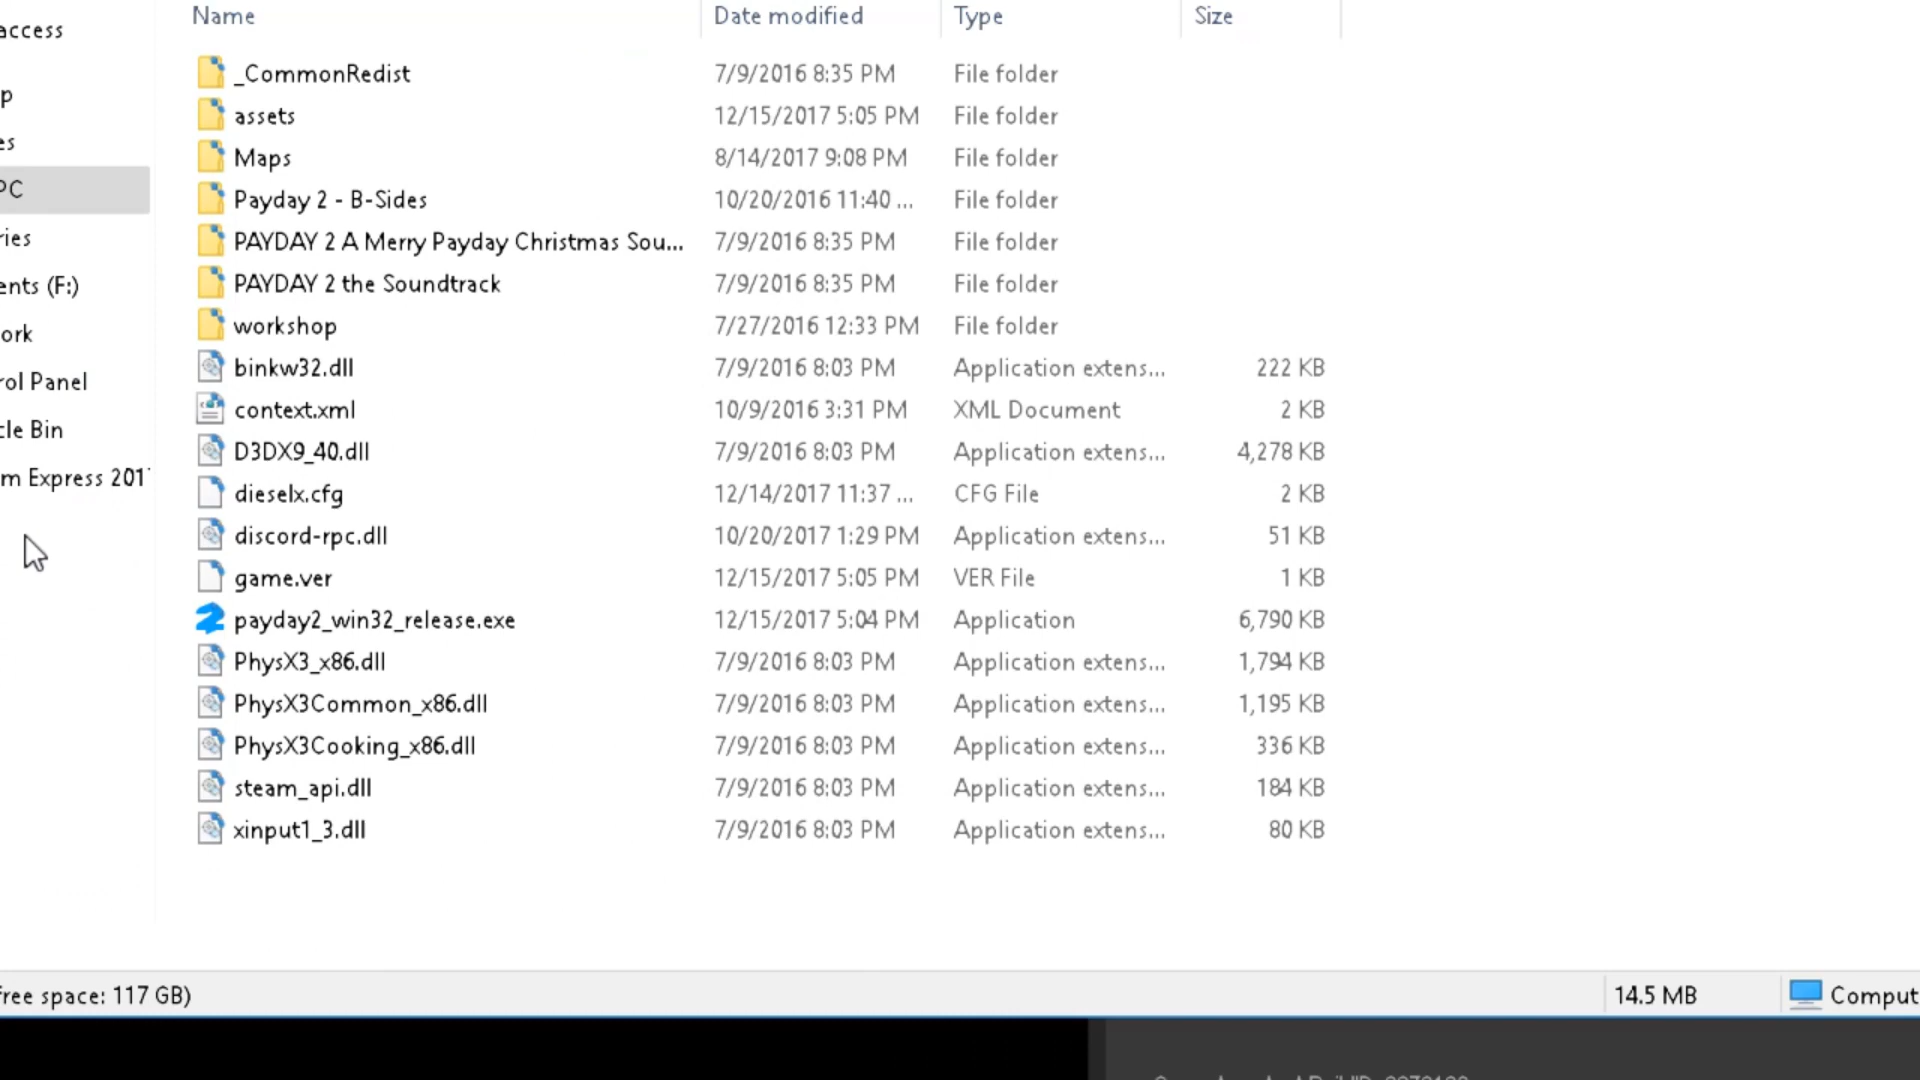 Name Date modified Type Size
access
_CommonRedist 7/9/2016 8:35 PM File folder
p
assets 12/15/2017 5:05 PM File folder
es
Maps 8/14/2017 9:08 PM File folder
PC
Payday 2 - B-Sides 10/20/2016 11:40 ... File folder
ries
PAYDAY 2 A Merry Payday Christmas Sou... 7/9/2016 8:35 PM File folder
ents (F:)
PAYDAY 2 the Soundtrack 7/9/2016 8:35 PM File folder
ork
workshop 7/27/2016 12:33 PM File folder
binkw32.dll 7/9/2016 8:03 PM Application extens... 222 KB
rol Panel
context.xml 10/9/2016 3:31 PM XML Document 2 KB
cle Bin
D3DX9_40.dll 7/9/2016 8:03 PM Application extens... 4,278 KB
m Express 201
dieselx.cfg 12/14/2017 11:37 ... CFG File 2 KB
discord-rpc.dll 10/20/2017 1:29 PM Application extens... 51 KB
game.ver 12/15/2017 5:05 PM VER File 1 KB
payday2_win32_release.exe 12/15/2017 5:04 PM Application 6,790 KB
PhysX3_x86.dll 7/9/2016 8:03 PM Application extens... 1,794 KB
PhysX3Common_x86.dll 7/9/2016 8:03 PM Application extens... 1,195 KB
PhysX3Cooking_x86.dll 7/9/2016 8:03 PM Application extens... 336 KB
steam_api.dll 7/9/2016 8:03 PM Application extens... 184 KB
xinput1_3.dll 7/9/2016 8:03 PM Application extens... 80 KB
free space: 117 GB) 14.5 MB Comput